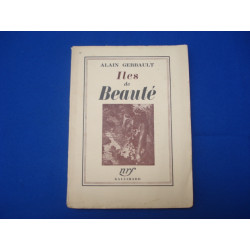 ALAIN GERBAULT
Iles
de
Beauté
nrf
GALLIMARD